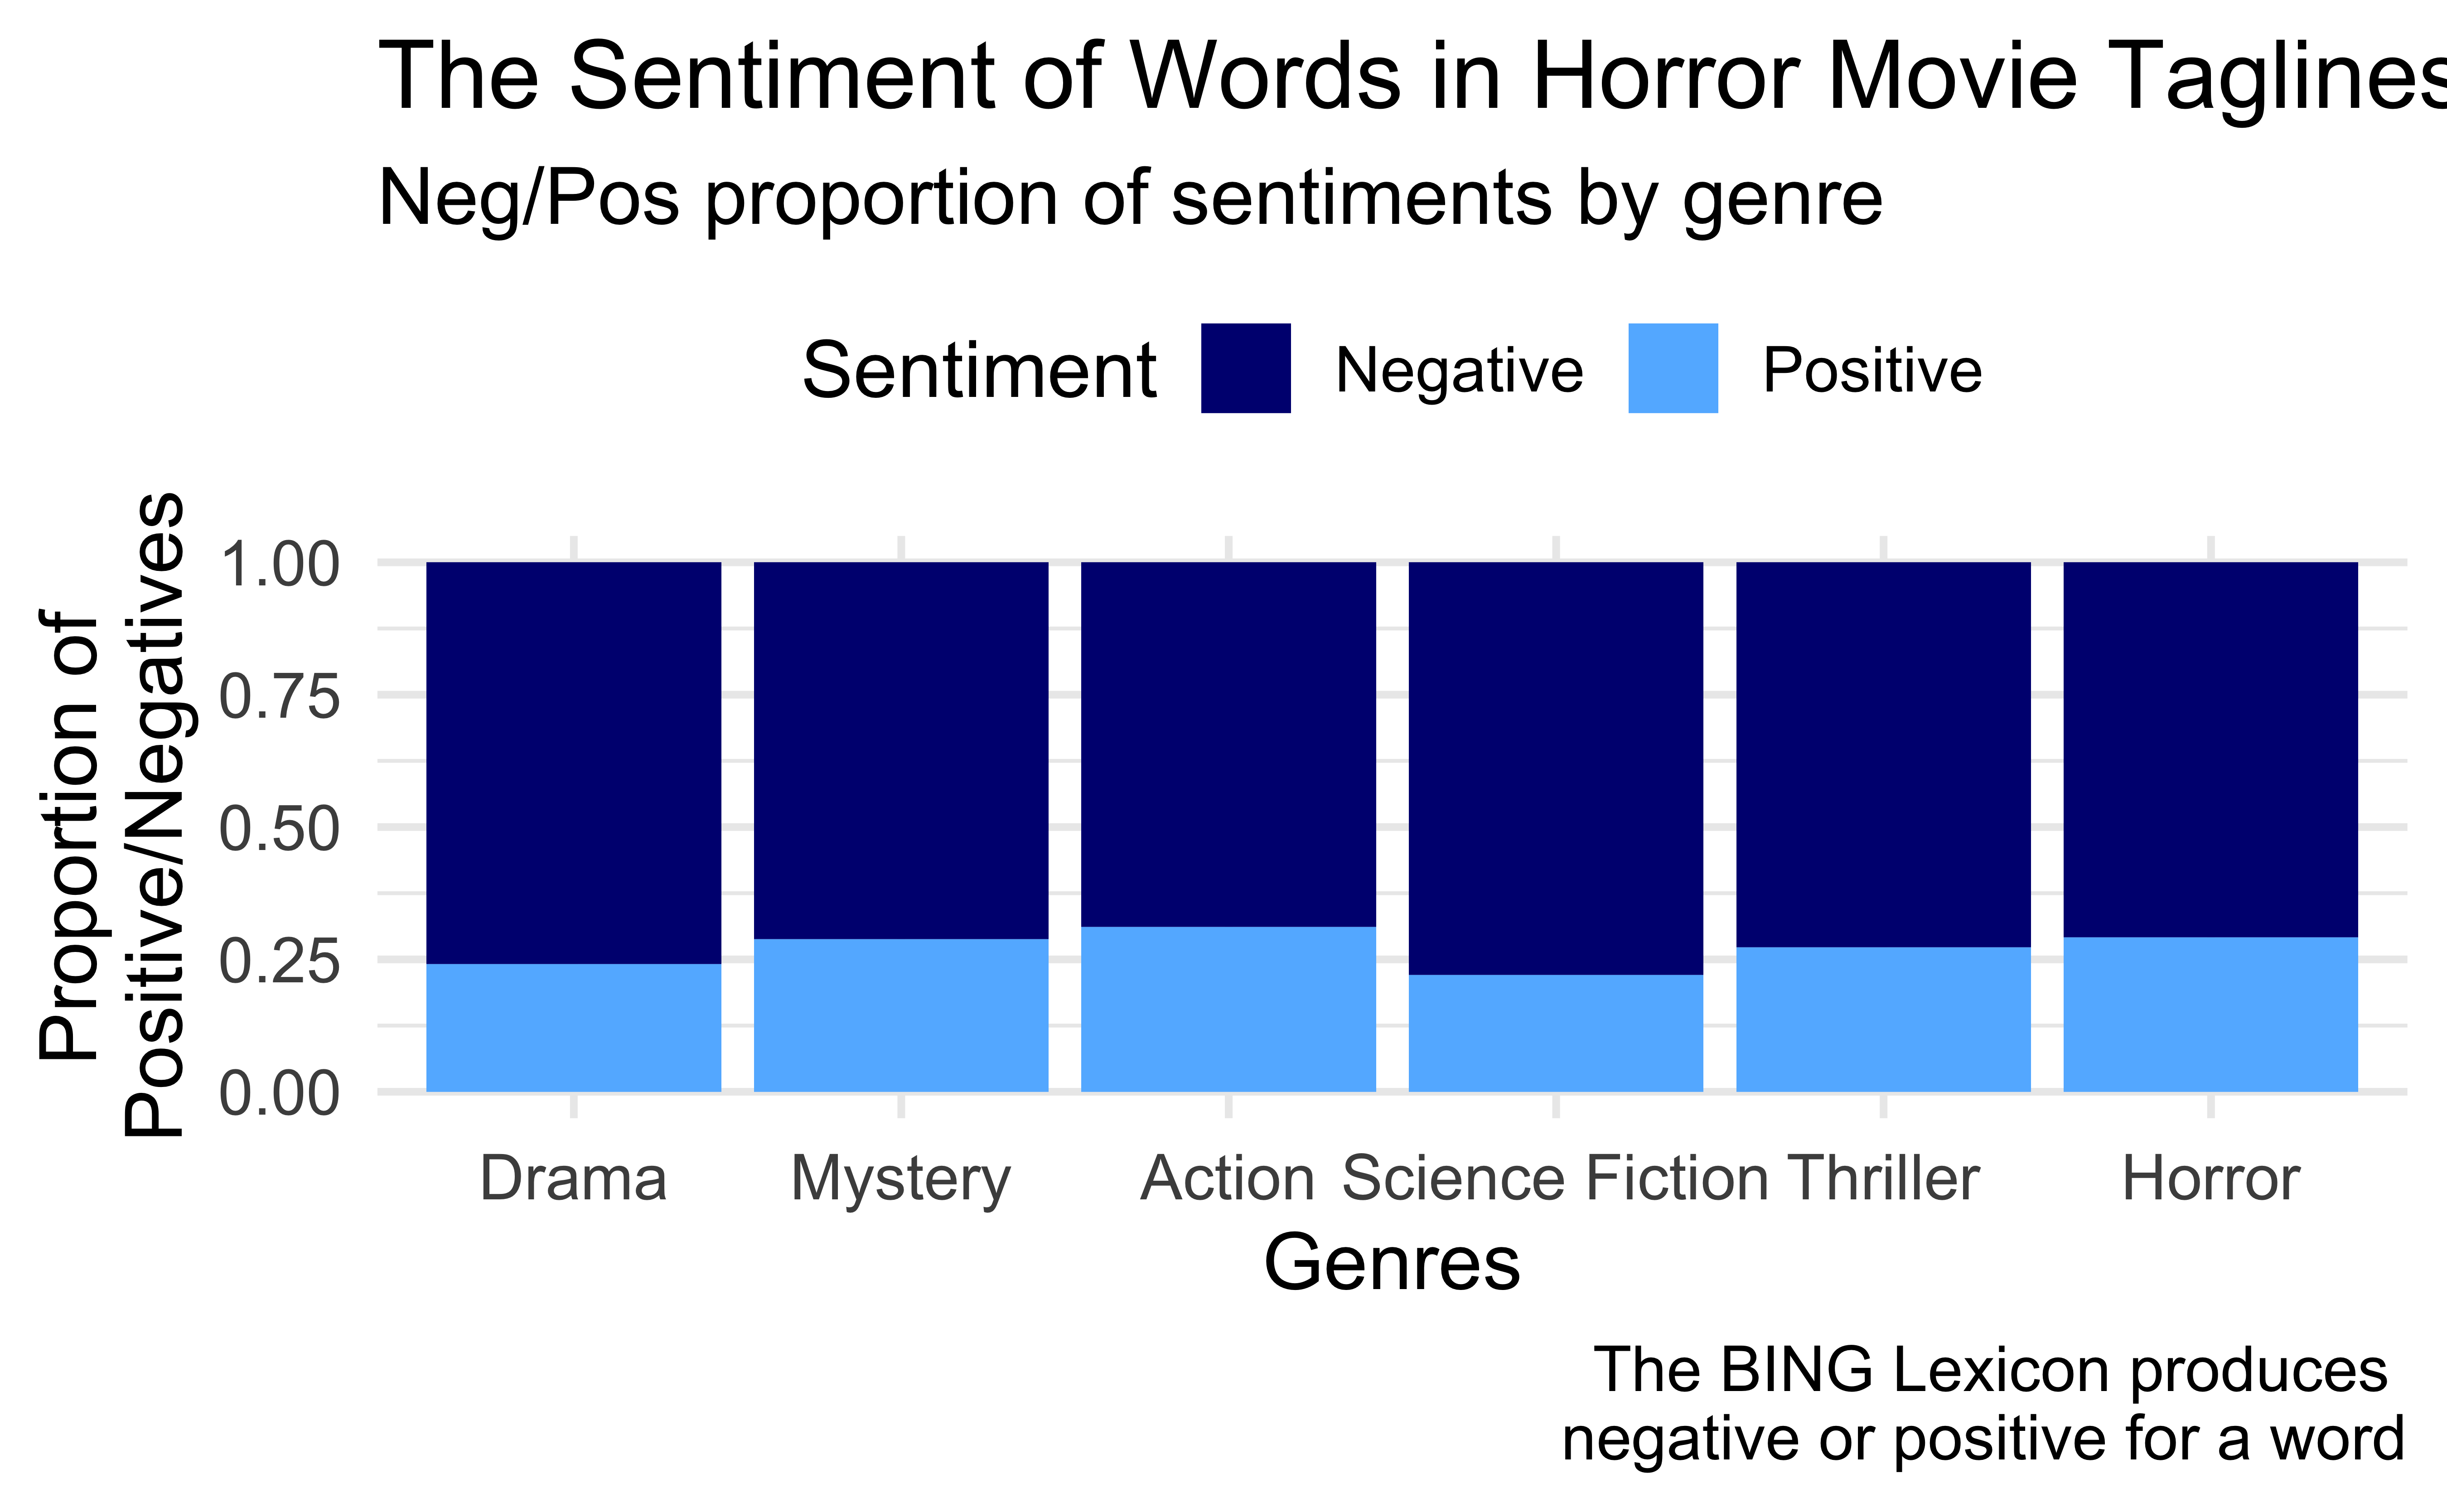 The Sentiment of Words in Horror Movie Taglines
Neg/Pos proportion of sentiments by genre
Sentiment Negative Positive
Proportion of
Positive/Negatives
1.00
0.75
0.50
0.25
0.00
Drama Mystery Action Science Fiction Thriller Horror
Genres
The BING Lexicon produces
negative or positive for a word